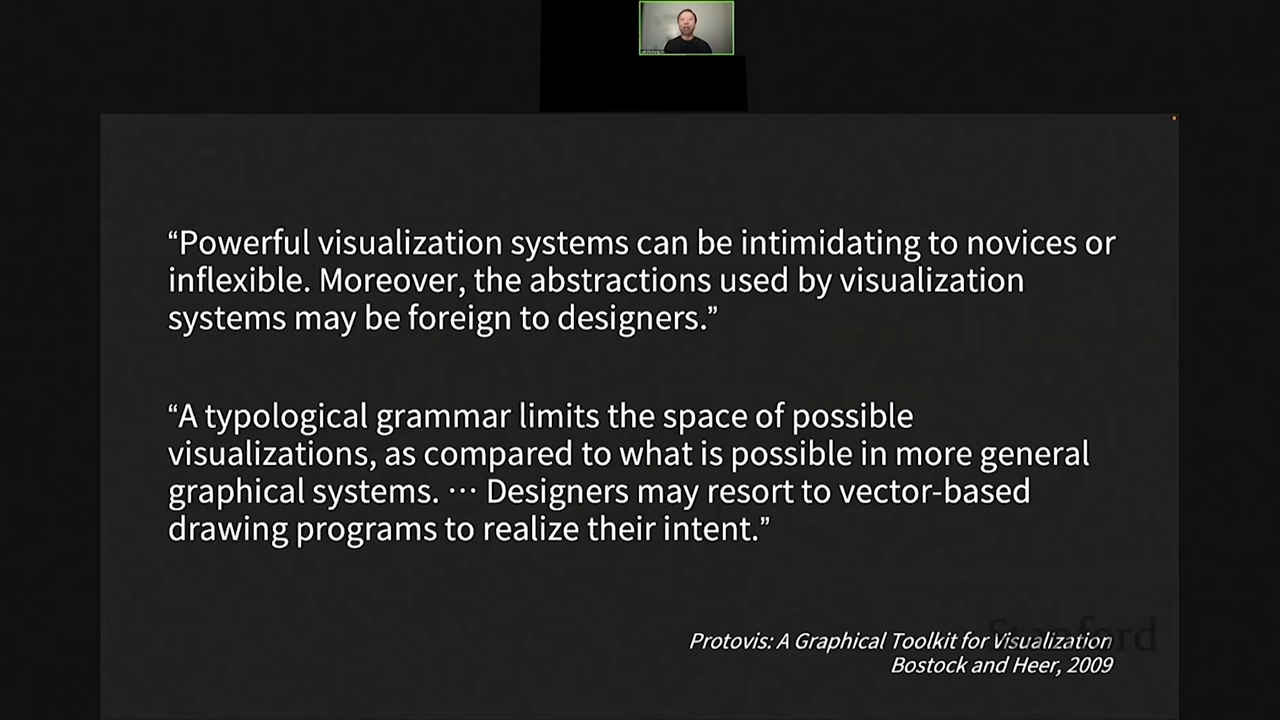 “Powerful visualization systems can be intimidating to novices or
inflexible. Moreover, the abstractions used by visualization
systems may be foreign to designers.”
“A typological grammar limits the space of possible
visualizations, as compared to what is possible in more general
graphical systems. ··· Designers may resort to vector-based
drawing programs to realize their intent.”
Stanford
Protovis: A Graphical Toolkit for Visualization
Bostock and Heer, 2009